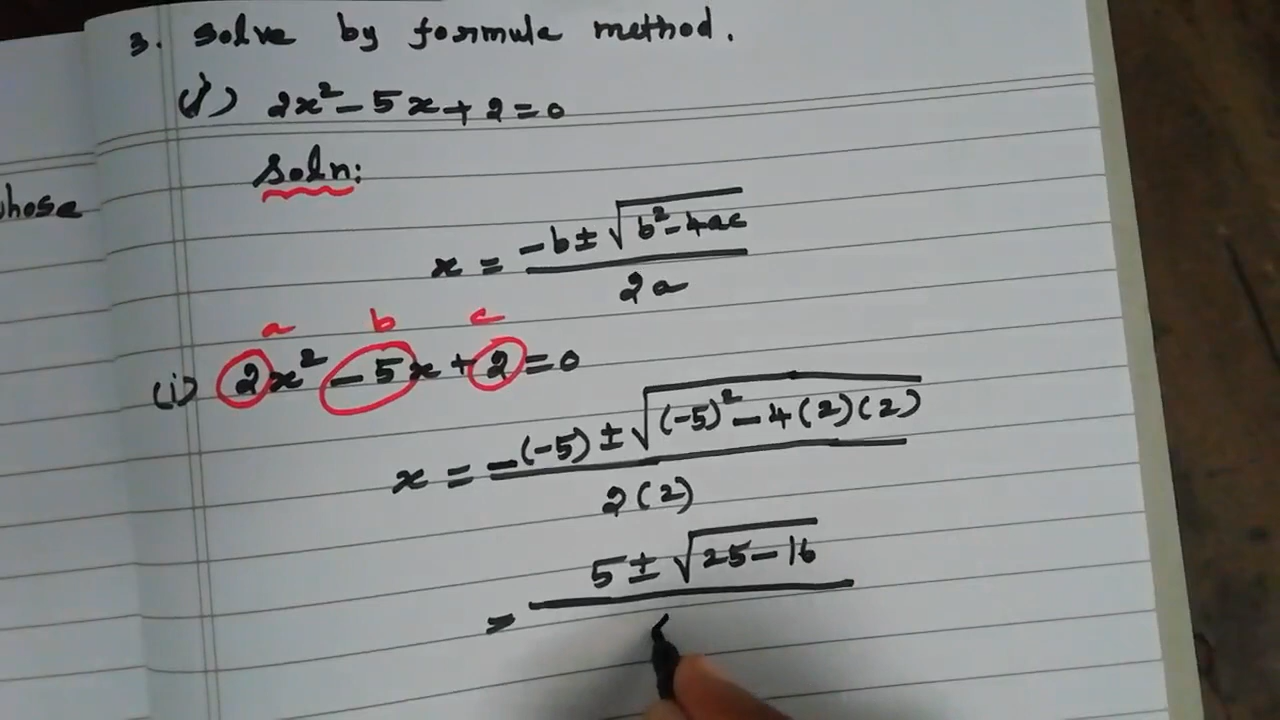 3. Solve by formula method.
(i) 2x² - 5x + 2 = 0
Soln:
hose
x = -b ± √(b² - 4ac) / 2a
a b c
(i) 2x² - 5x + 2 = 0
x = -(-5) ± √((-5)² - 4(2)(2)) / 2(2)
= 5 ± √(25 - 16)